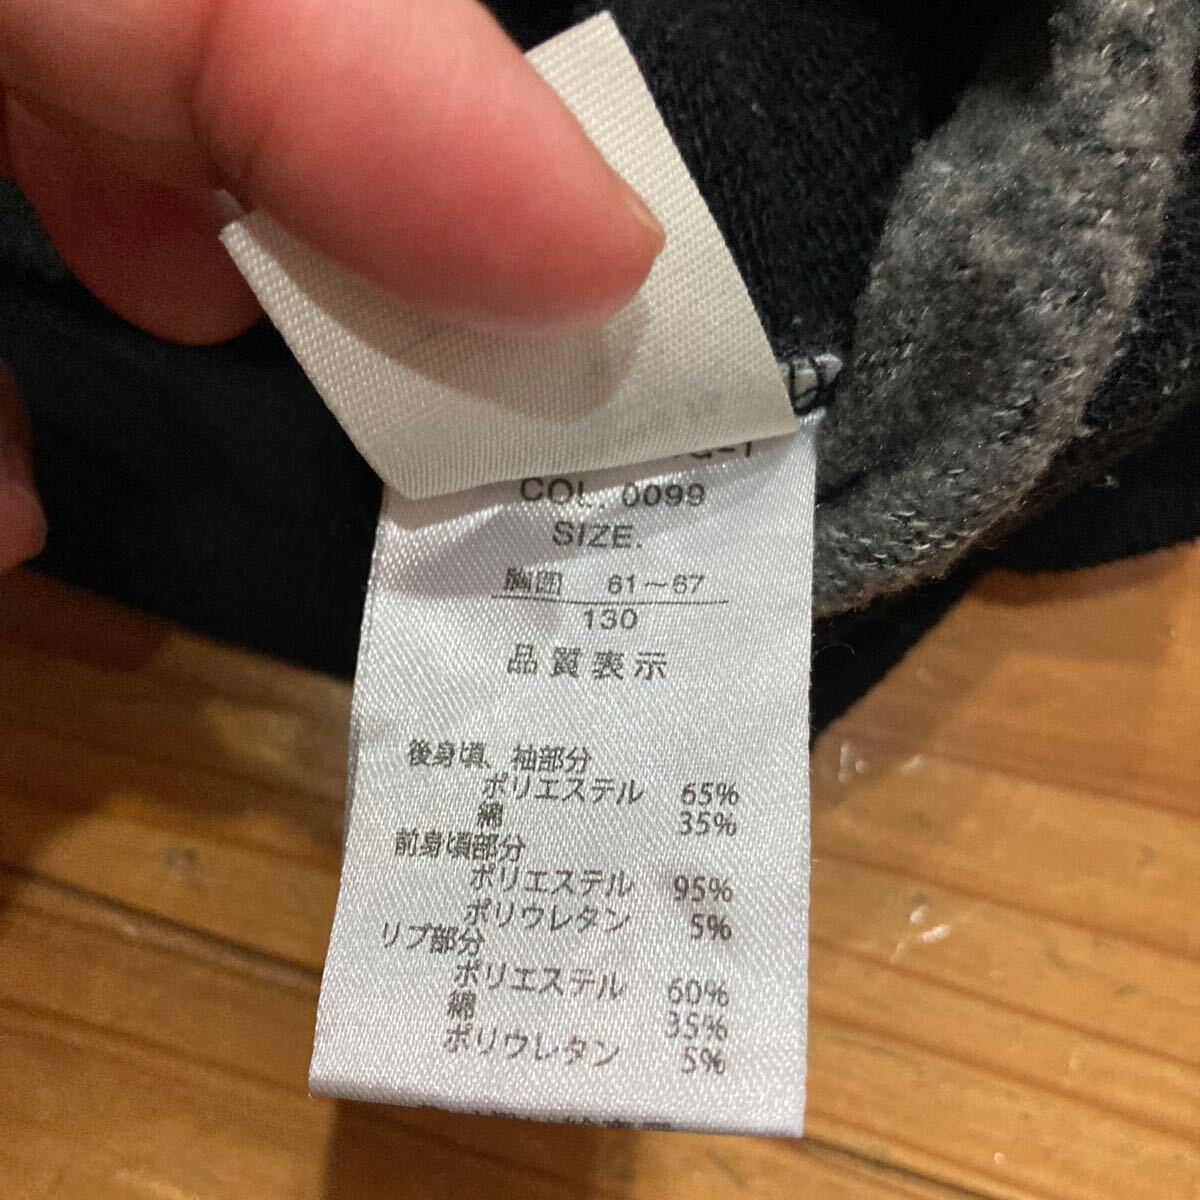 COL. 0099
SIZE.
胸囲 61～67
130
品質表示
後身頃、袖部分
ポリエステル 65%
綿 35%
前身頃部分
ポリエステル 95%
ポリウレタン 5%
リブ部分
ポリエステル 60%
綿 35%
ポリウレタン 5%